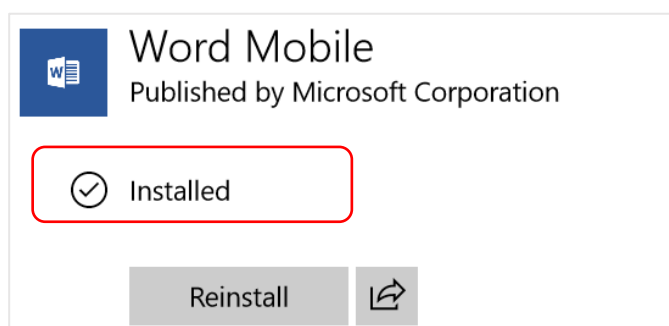 Word Mobile
Published by Microsoft Corporation
W
Installed
Reinstall